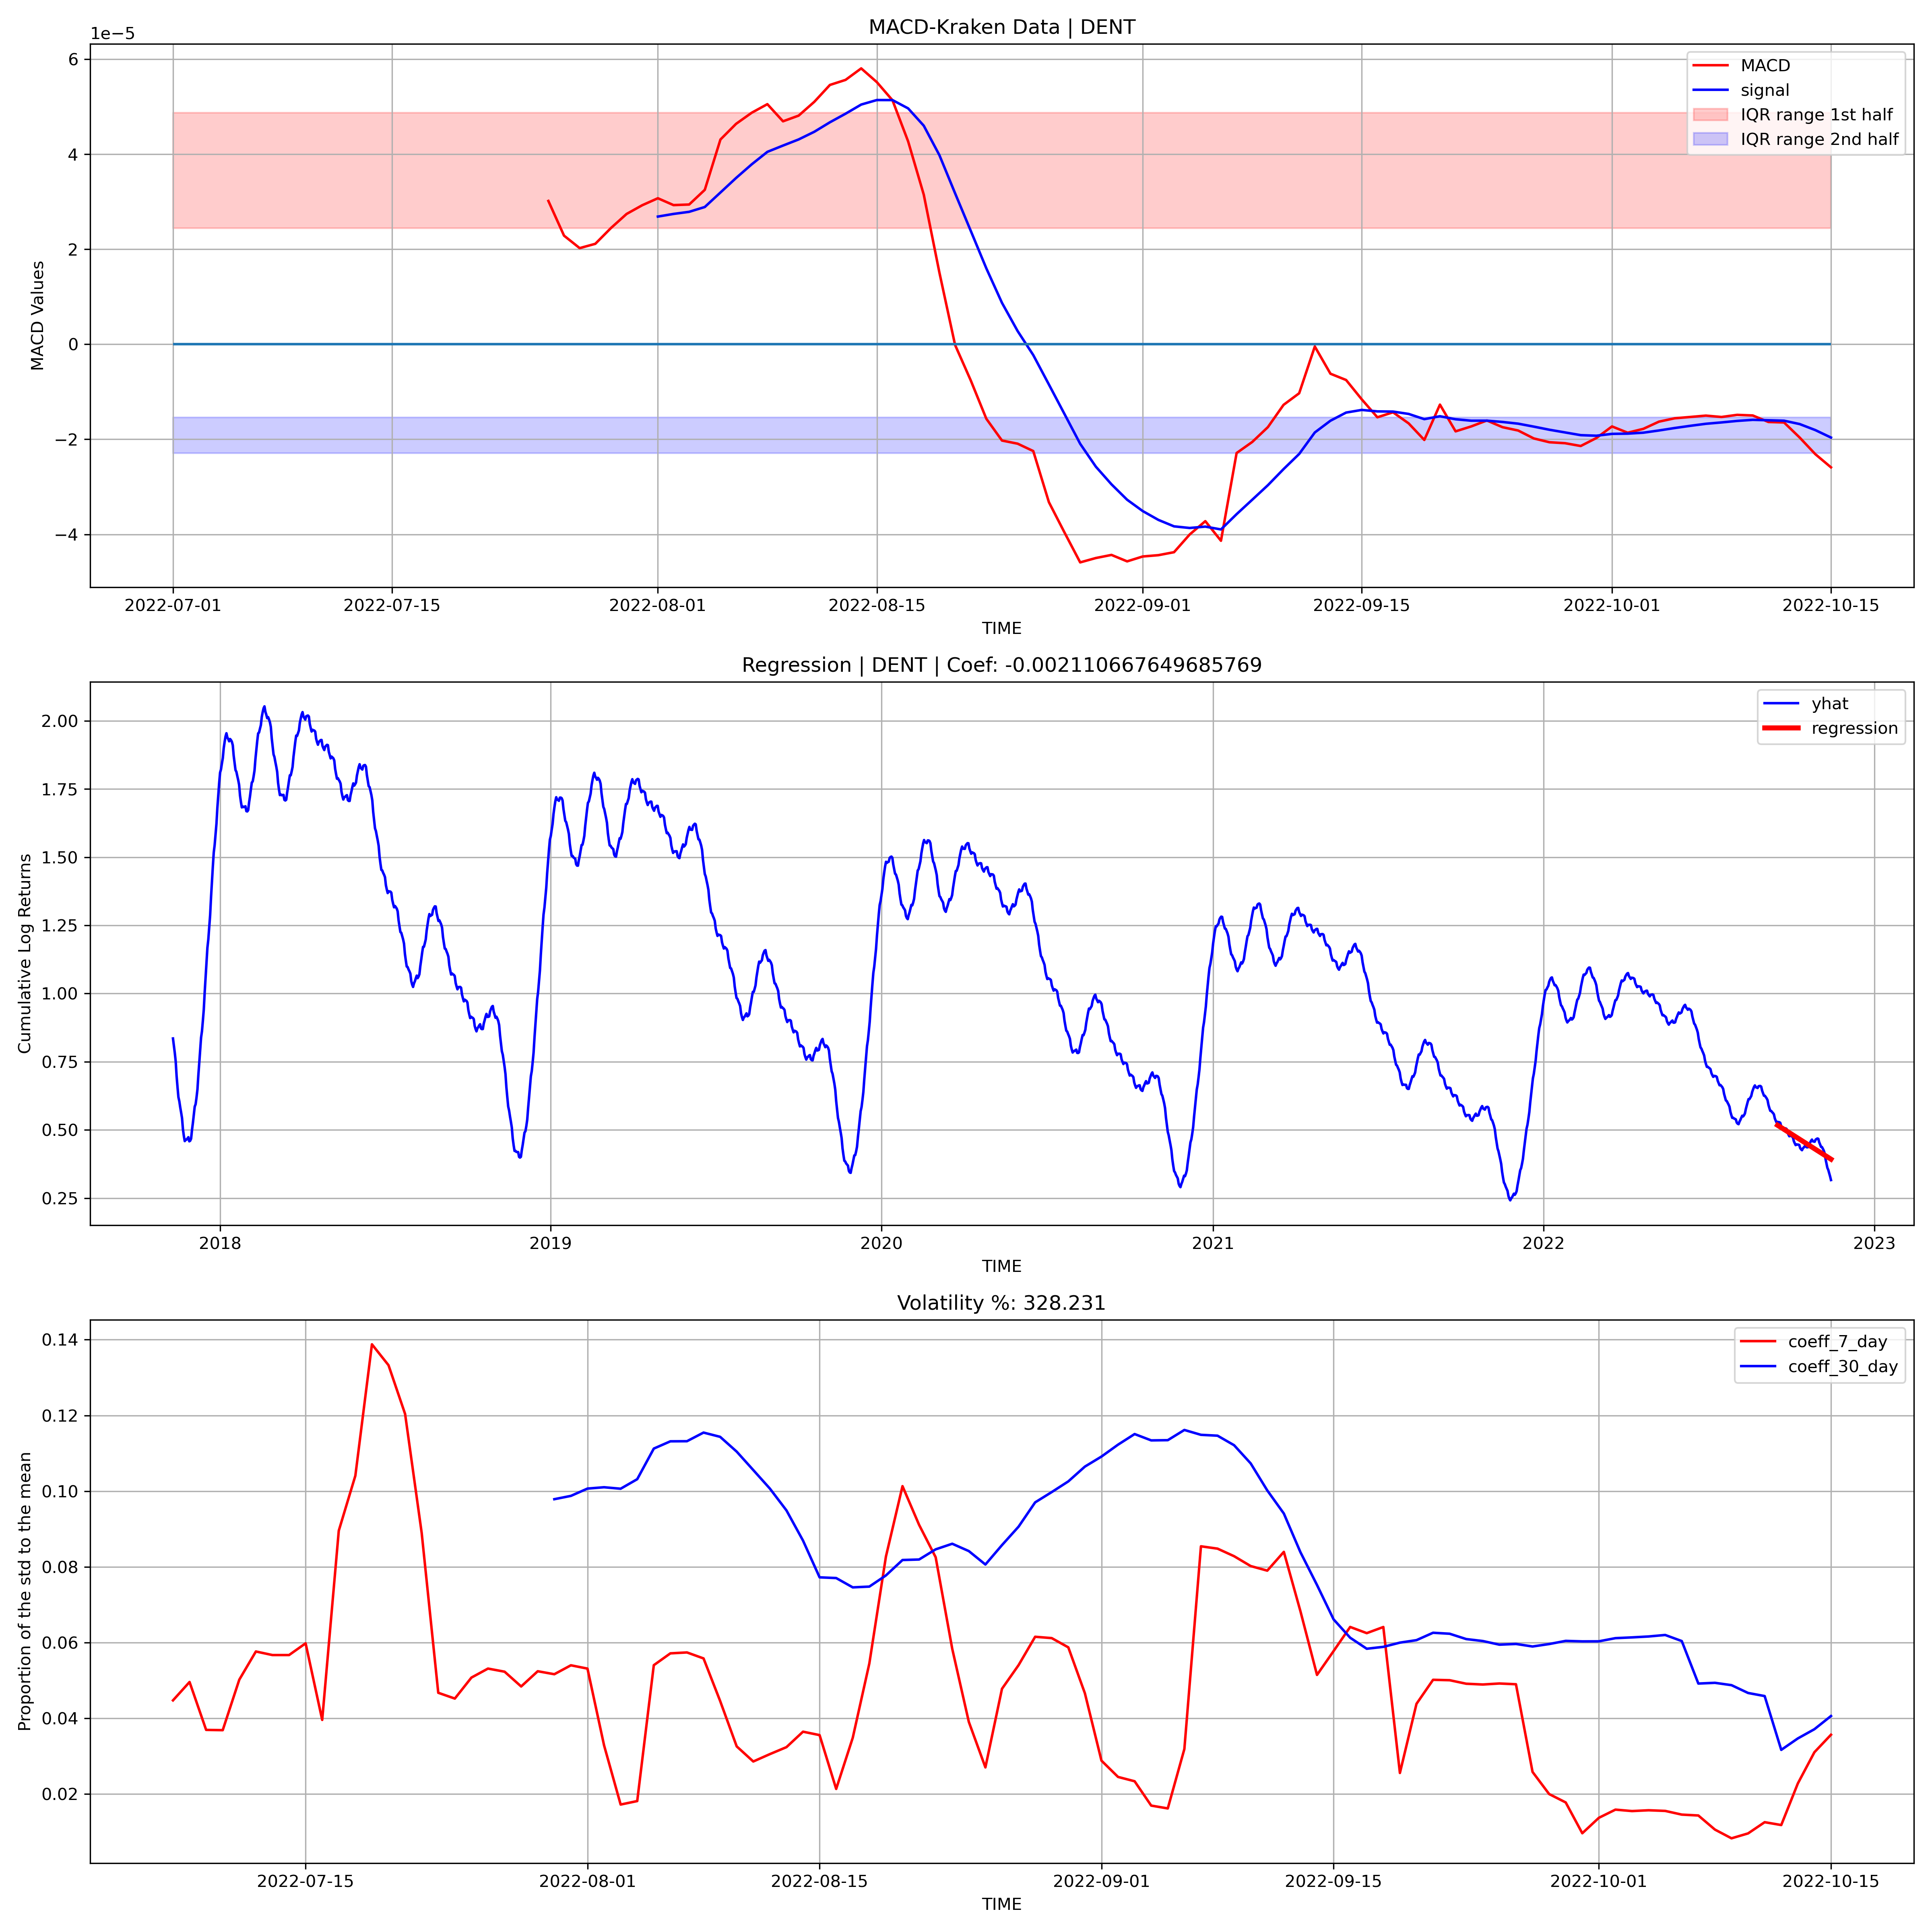 MACD-Kraken Data | DENT
1e−5
6
4
2
0
−2
−4
MACD Values
MACD
signal
IQR range 1st half
IQR range 2nd half
2022-07-01 2022-07-15 2022-08-01 2022-08-15 2022-09-01 2022-09-15 2022-10-01 2022-10-15
TIME
Regression | DENT | Coef: -0.002110667649685769
2.00
1.75
1.50
1.25
1.00
0.75
0.50
0.25
Cumulative Log Returns
yhat
regression
2018 2019 2020 2021 2022 2023
TIME
Volatility %: 328.231
0.14
0.12
0.10
0.08
0.06
0.04
0.02
Proportion of the std to the mean
coeff_7_day
coeff_30_day
2022-07-15 2022-08-01 2022-08-15 2022-09-01 2022-09-15 2022-10-01 2022-10-15
TIME